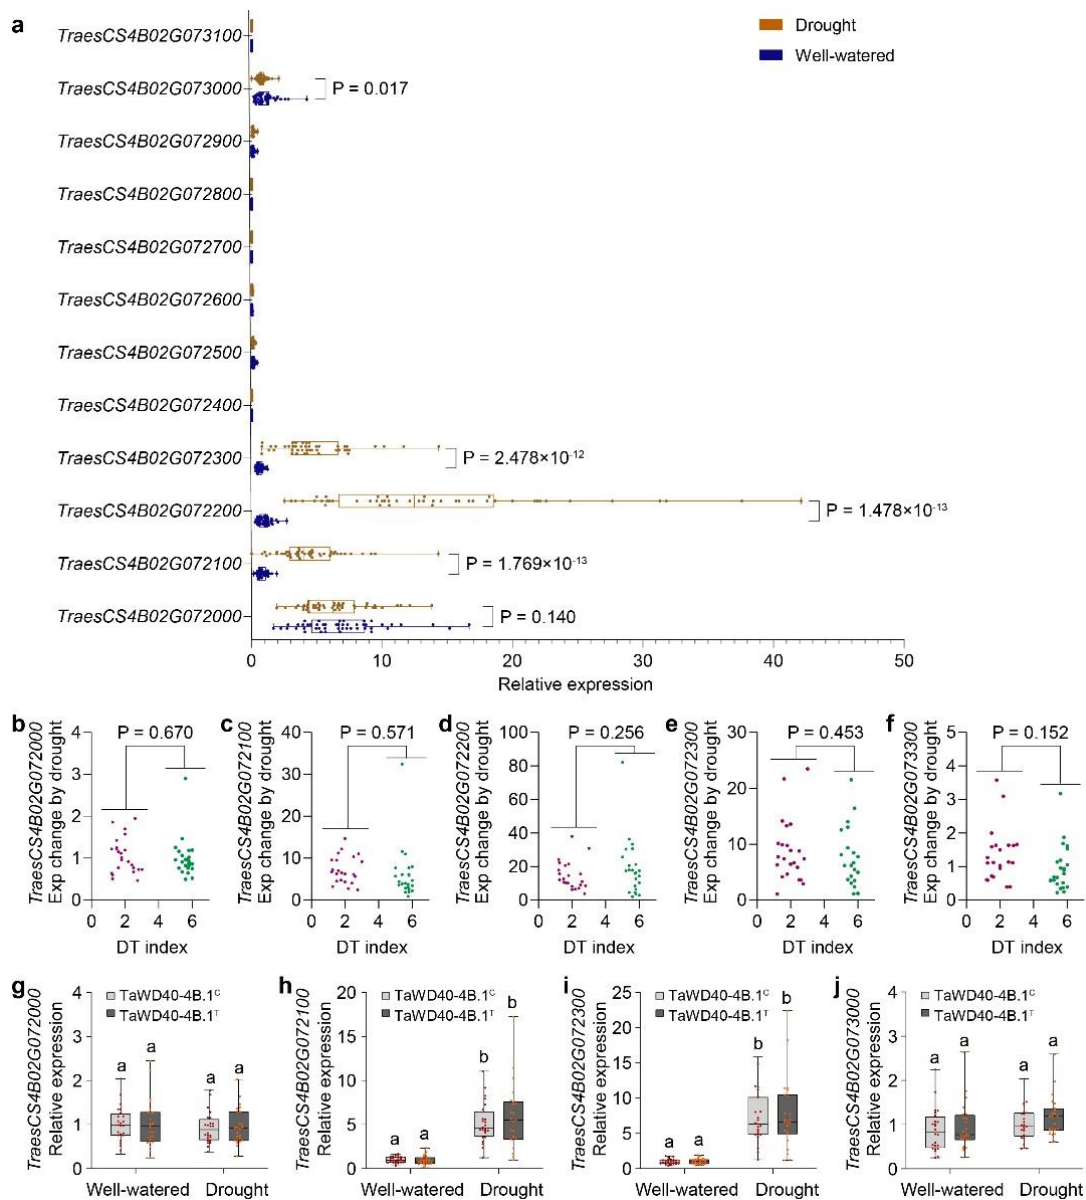 a
Drought
Well-watered
TraesCS4B02G073100
TraesCS4B02G073000
P = 0.017
TraesCS4B02G072900
TraesCS4B02G072800
TraesCS4B02G072700
TraesCS4B02G072600
TraesCS4B02G072500
TraesCS4B02G072400
TraesCS4B02G072300
P = 2.478×10⁻¹²
TraesCS4B02G072200
P = 1.478×10⁻¹³
TraesCS4B02G072100
P = 1.769×10⁻¹³
TraesCS4B02G072000
P = 0.140
0 10 20 30 40 50
Relative expression
b
TraesCS4B02G072000
Exp change by drought
P = 0.670
4
3
2
1
0
0 2 4 6
DT index
c
TraesCS4B02G072100
Exp change by drought
P = 0.571
40
30
20
10
0
0 2 4 6
DT index
d
TraesCS4B02G072200
Exp change by drought
P = 0.256
100
80
60
40
20
0
0 2 4 6
DT index
e
TraesCS4B02G072300
Exp change by drought
P = 0.453
30
20
10
0
0 2 4 6
DT index
f
TraesCS4B02G073300
Exp change by drought
P = 0.152
5
4
3
2
1
0
0 2 4 6
DT index
g
TraesCS4B02G072000
Relative expression
TaWD40-4B.1ᶜ
TaWD40-4B.1ᵀ
4
3
2
1
0
a a a a
Well-watered Drought
h
TraesCS4B02G072100
Relative expression
TaWD40-4B.1ᶜ
TaWD40-4B.1ᵀ
20
15
10
5
0
a a b b
Well-watered Drought
i
TraesCS4B02G072300
Relative expression
TaWD40-4B.1ᶜ
TaWD40-4B.1ᵀ
25
20
15
10
5
0
a a b b
Well-watered Drought
j
TraesCS4B02G073000
Relative expression
TaWD40-4B.1ᶜ
TaWD40-4B.1ᵀ
4
3
2
1
0
a a a a
Well-watered Drought